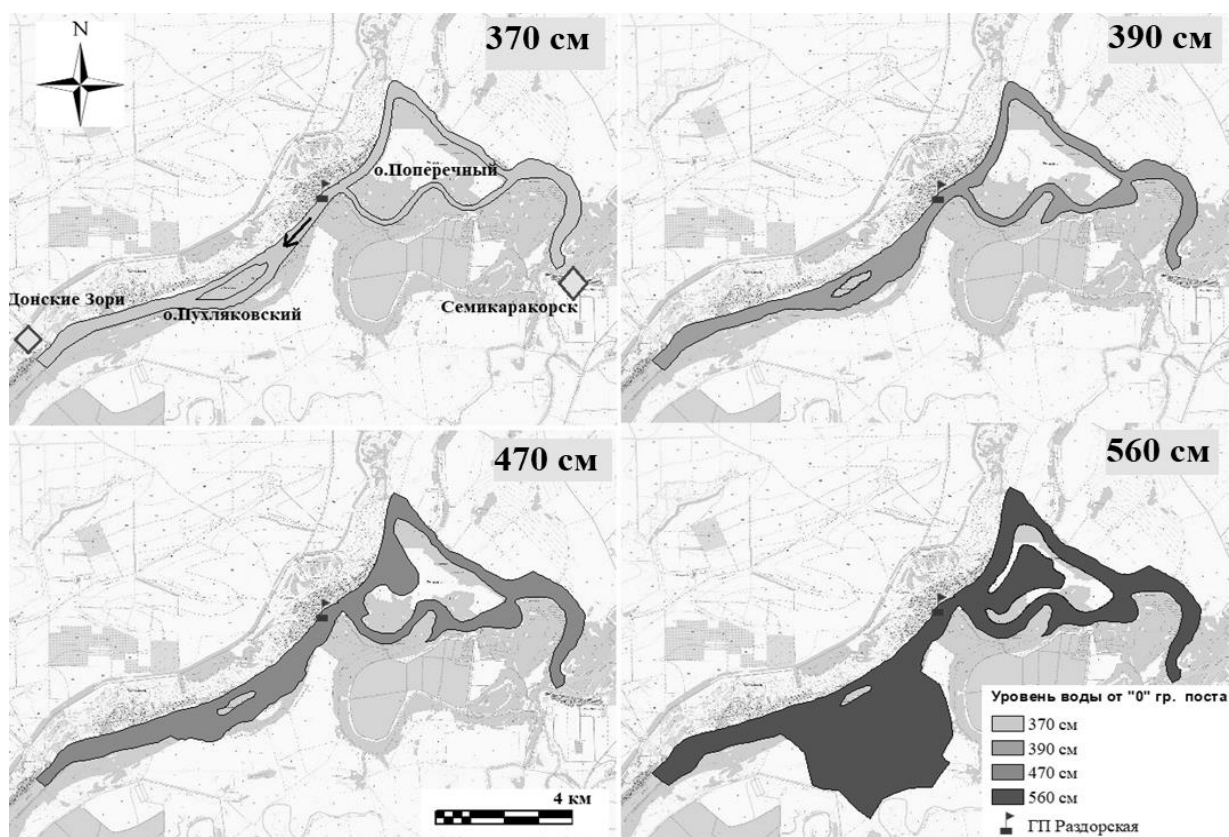 370 см
390 см
N
о.Поперечный
Донские Зори
о.Пухляковский
Семикаракорск
470 см
560 см
4 км
Уровень воды от "0" гр. поста
370 см
390 см
470 см
560 см
ГП Раздорская